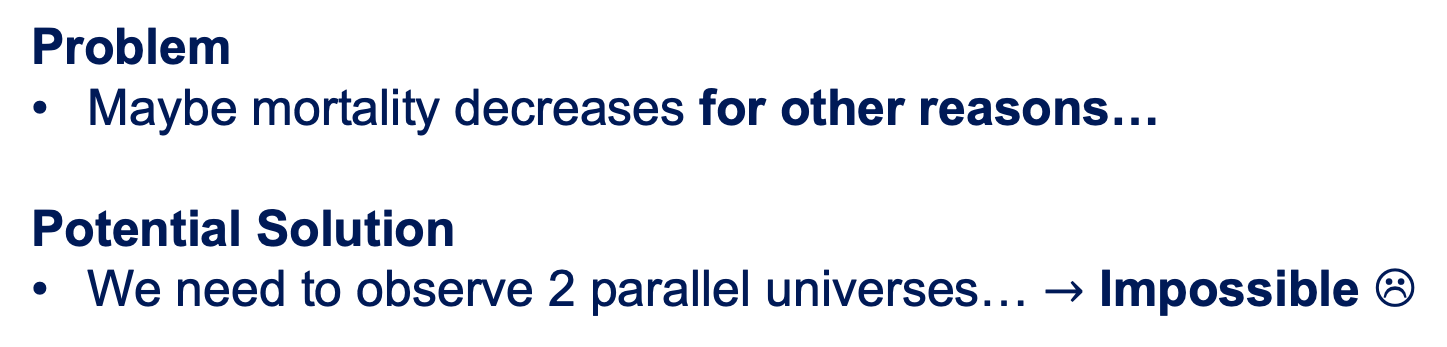 Problem
• Maybe mortality decreases for other reasons…
Potential Solution
• We need to observe 2 parallel universes… → Impossible ☹